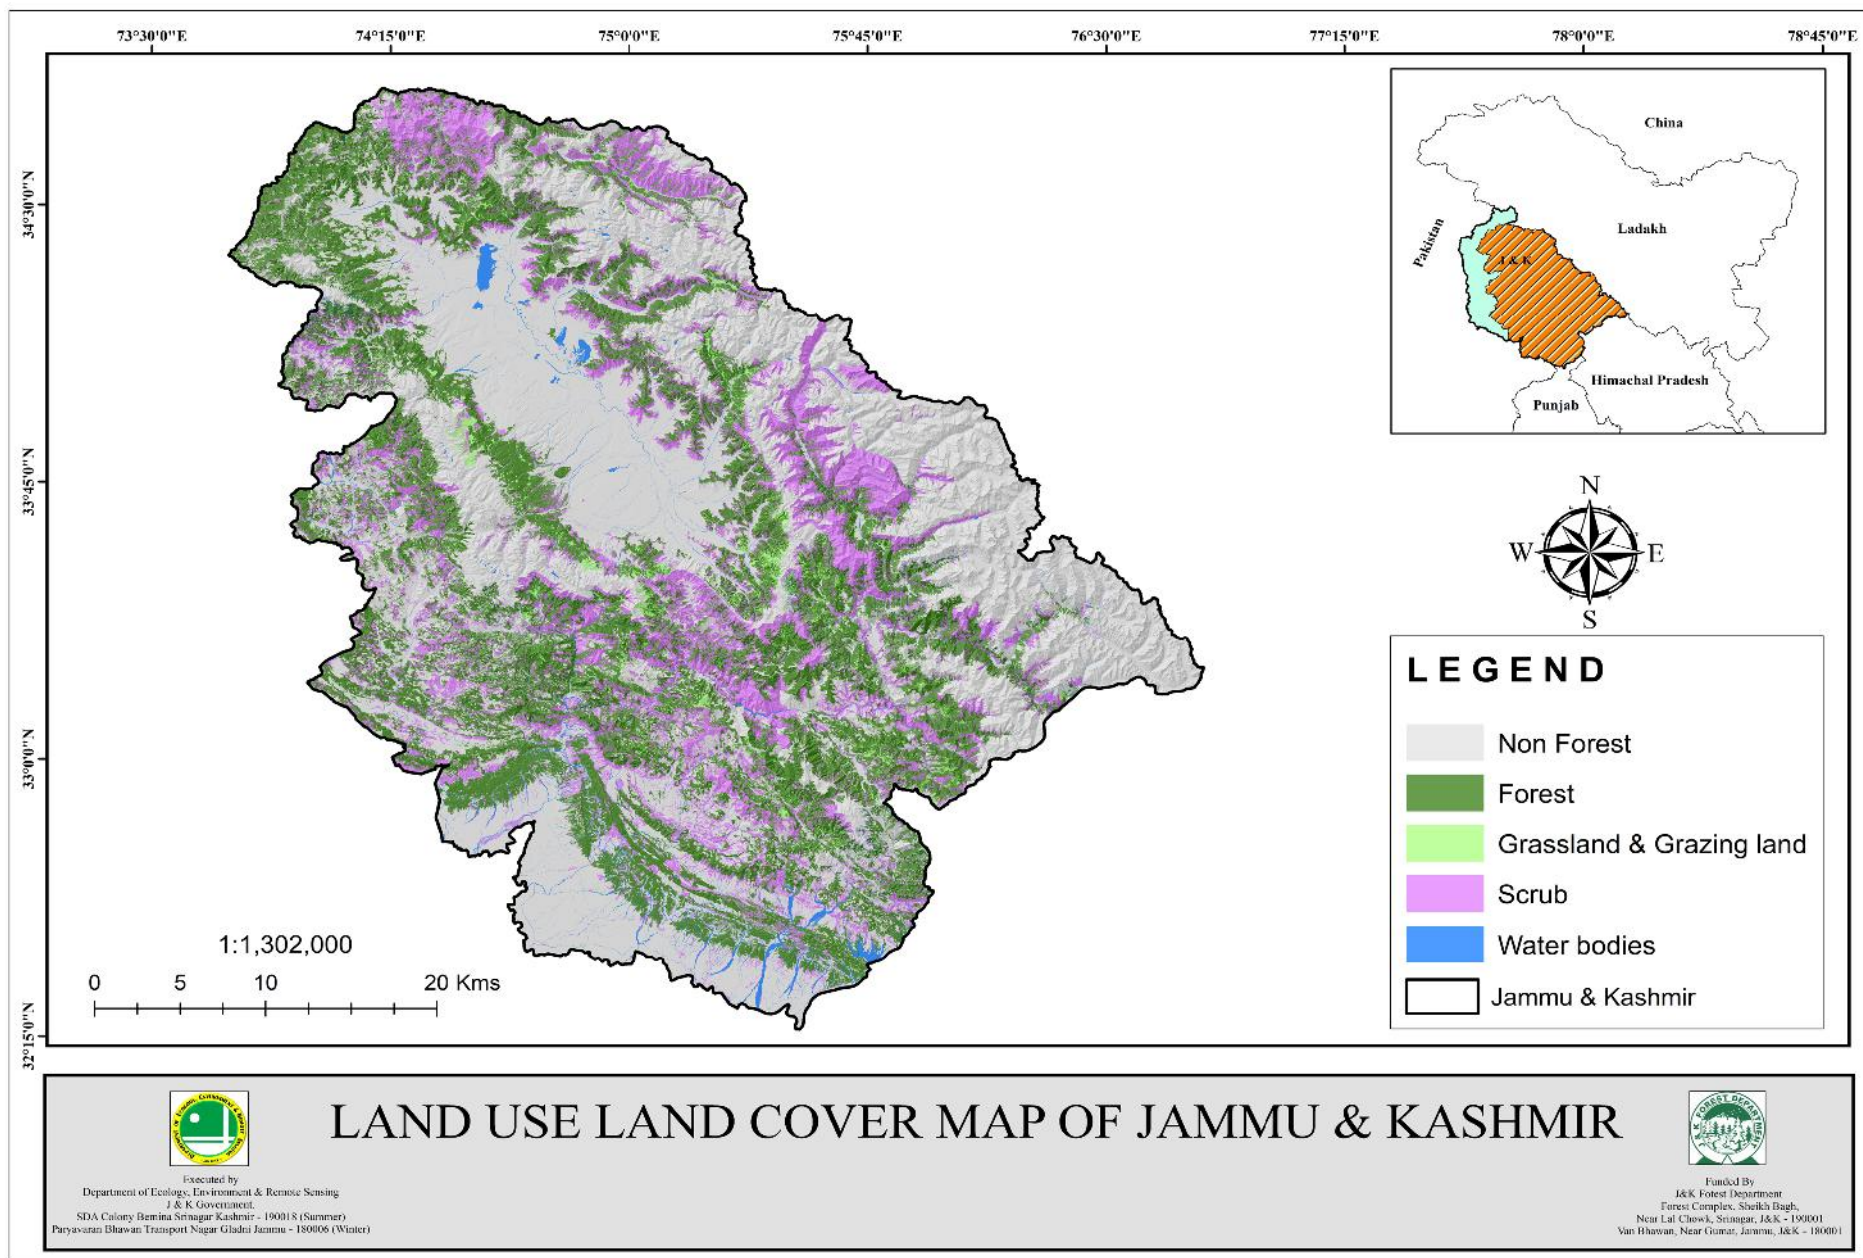 73°30'0"E 74°15'0"E 75°0'0"E 75°45'0"E 76°30'0"E 77°15'0"E 78°0'0"E 78°45'0"E
34°30'0"N
33°45'0"N
33°0'0"N
32°15'0"N
China
Pakistan
Ladakh
J & K
Himachal Pradesh
Punjab
N
W E
S
LEGEND
Non Forest
Forest
Grassland & Grazing land
Scrub
Water bodies
Jammu & Kashmir
1:1,302,000
0 5 10 20 Kms
LAND USE LAND COVER MAP OF JAMMU & KASHMIR
Executed by
Department of Ecology, Environment & Remote Sensing
J & K Government,
SDA Colony Bemina Srinagar Kashmir - 190018 (Summer)
Paryavaran Bhawan Transport Nagar Gladni Jammu - 180006 (Winter)
J & K FOREST DEPARTMENT
Funded By
J&K Forest Department
Forest Complex, Sheikh Bagh,
Near Lal Chowk, Srinagar, J&K - 190001
Van Bhawan, Near Gumat, Jammu, J&K - 180001